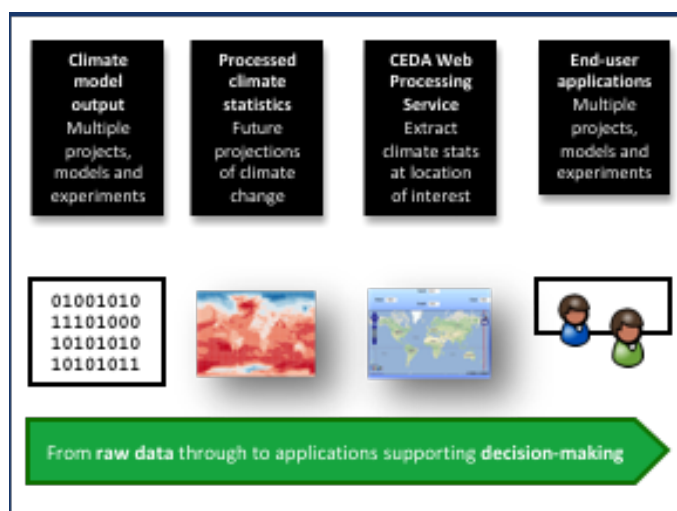 Climate
model
output
Multiple
projects,
models and
experiments
Processed
climate
statistics
Future
projections
of climate
change
CEDA Web
Processing
Service
Extract
climate stats
at location
of interest
End-user
applications
Multiple
projects,
models and
experiments
01001010
11101000
10101010
10101011
From raw data through to applications supporting decision-making